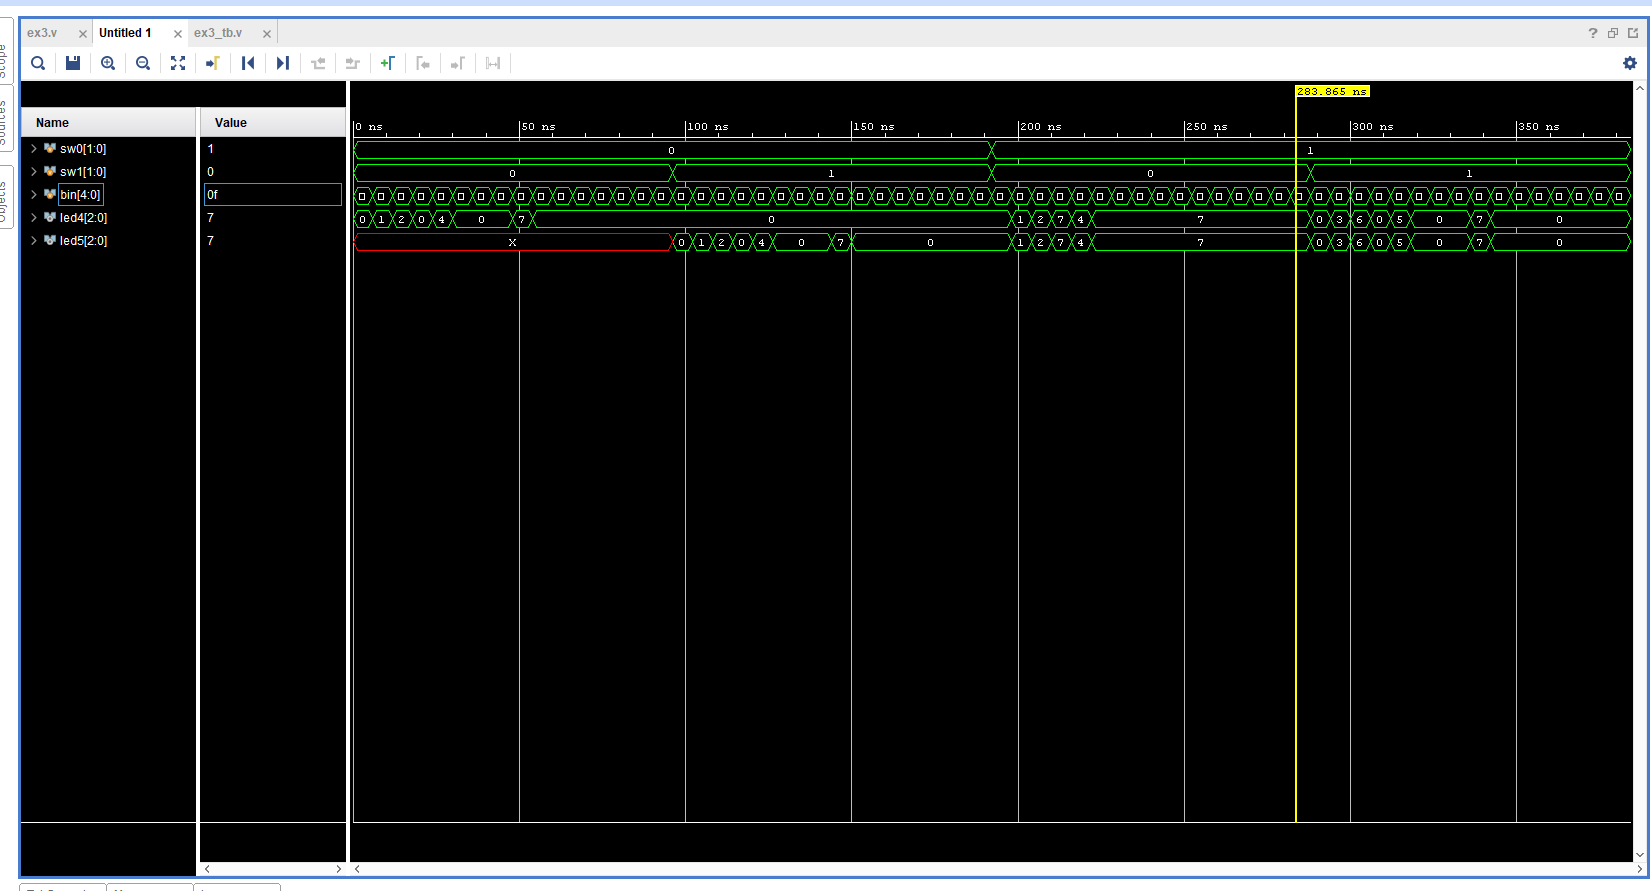 ex3.v
Untitled 1
ex3_tb.v
Scope
Sources
Objects
Name
Value
283.865 ns
0 ns
50 ns
100 ns
150 ns
200 ns
250 ns
300 ns
350 ns
sw0[1:0]
1
0
1
sw1[1:0]
0
0
1
0
1
bin[4:0]
0f
led4[2:0]
7
0 1 2 0 4 0 7 0 1 2 7 4 7 0 3 6 0 5 0 7 0
led5[2:0]
7
X 7 0 1 2 0 4 0 7 0 1 2 7 4 7 0 3 6 0 5 0 7 0